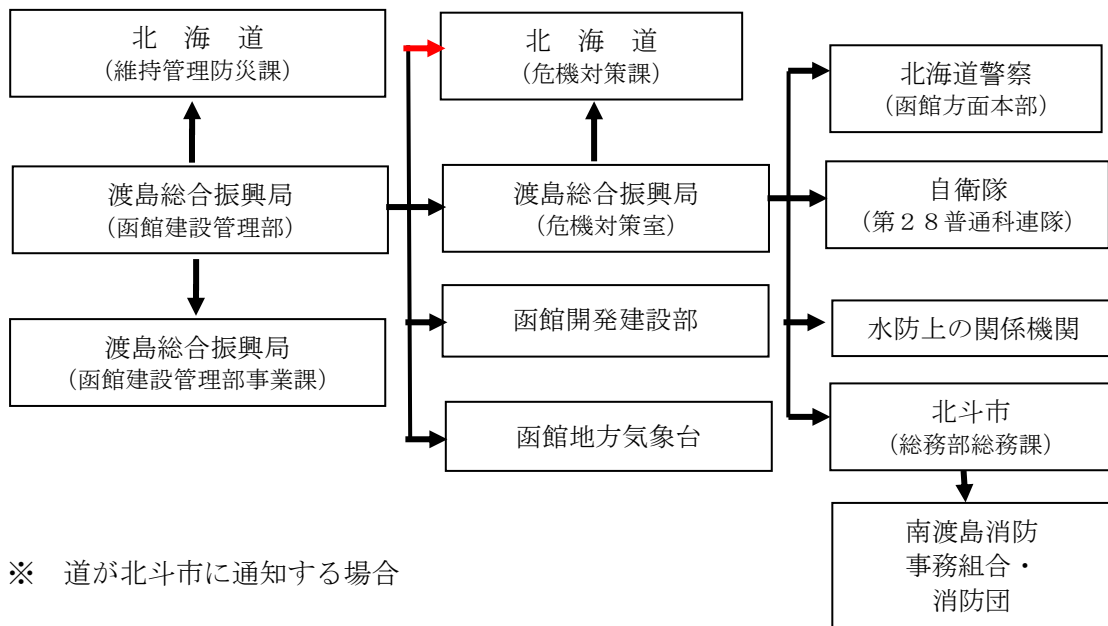 北　海　道
（維持管理防災課）
渡島総合振興局
（函館建設管理部）
渡島総合振興局
（函館建設管理部事業課）
北　海　道
（危機対策課）
渡島総合振興局
（危機対策室）
函館開発建設部
函館地方気象台
北海道警察
（函館方面本部）
自衛隊
（第２８普通科連隊）
水防上の関係機関
北斗市
（総務部総務課）
南渡島消防
事務組合・
消防団
※　道が北斗市に通知する場合